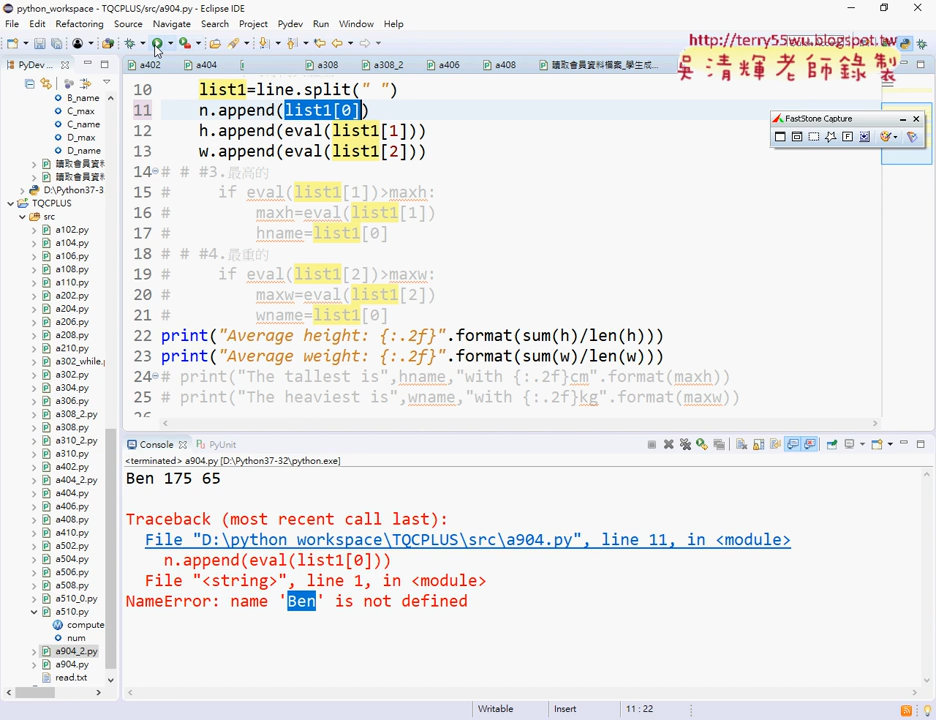 python_workspace - TQCPLUS/src/a904.py - Eclipse IDE
File Edit Refactoring Source Navigate Search Project Pydev Run Window Help
http://terry55wu.blogspot.tw
吳清輝老師錄製
PyDev
a402
a404
a308
a308_2
a406
a408
讀取會員資料檔案_學生成...
FastStone Capture
B_name
C_max
C_name
D_max
D_name
讀取會員資料
讀取會員資料
D:\Python37-3
TQCPLUS
src
a102.py
a104.py
a106.py
a108.py
a110.py
a202.py
a204.py
a206.py
a208.py
a210.py
a302_while.p
a302.py
a304.py
a306.py
a308_2.py
a308.py
a310_2.py
a310.py
a402.py
a404_2.py
a404.py
a406.py
a408.py
a410.py
a502.py
a504.py
a506.py
a508.py
a510_0.py
a510.py
compute
num
a904_2.py
a904.py
read.txt
10 list1=line.split(" ")
11 n.append(list1[0])
12 h.append(eval(list1[1]))
13 w.append(eval(list1[2]))
14 # # #3.最高的
15 # if eval(list1[1])>maxh:
16 # maxh=eval(list1[1])
17 # hname=list1[0]
18 # # #4.最重的
19 # if eval(list1[2])>maxw:
20 # maxw=eval(list1[2])
21 # wname=list1[0]
22 print("Average height: {:.2f}".format(sum(h)/len(h)))
23 print("Average weight: {:.2f}".format(sum(w)/len(w)))
24 # print("The tallest is",hname,"with {:.2f}cm".format(maxh))
25 # print("The heaviest is",wname,"with {:.2f}kg".format(maxw))
Console PyUnit
<terminated> a904.py [D:\Python37-32\python.exe]
Ben 175 65
Traceback (most recent call last):
File "D:\python workspace\TQCPLUS\src\a904.py", line 11, in <module>
n.append(eval(list1[0]))
File "<string>", line 1, in <module>
NameError: name 'Ben' is not defined
Writable Insert 11 : 22